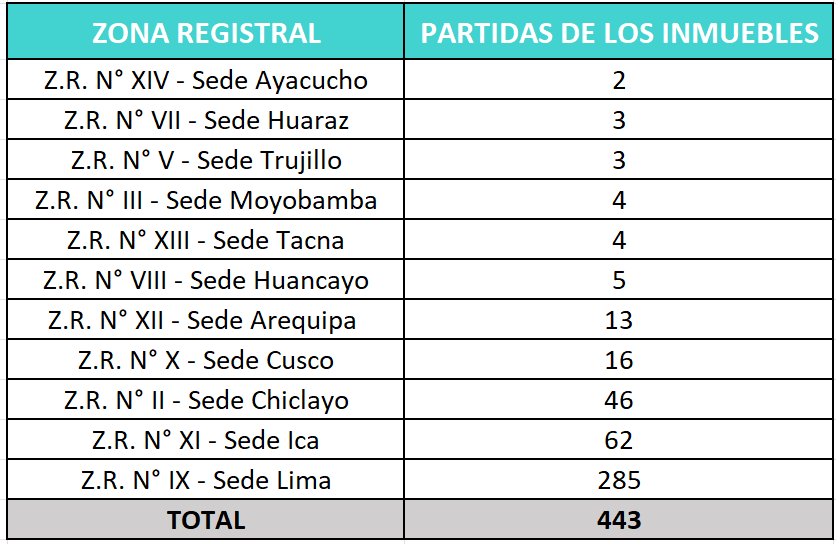 ZONA REGISTRAL PARTIDAS DE LOS INMUEBLES
Z.R. N° XIV - Sede Ayacucho 2
Z.R. N° VII - Sede Huaraz 3
Z.R. N° V - Sede Trujillo 3
Z.R. N° III - Sede Moyobamba 4
Z.R. N° XIII - Sede Tacna 4
Z.R. N° VIII - Sede Huancayo 5
Z.R. N° XII - Sede Arequipa 13
Z.R. N° X - Sede Cusco 16
Z.R. N° II - Sede Chiclayo 46
Z.R. N° XI - Sede Ica 62
Z.R. N° IX - Sede Lima 285
TOTAL 443